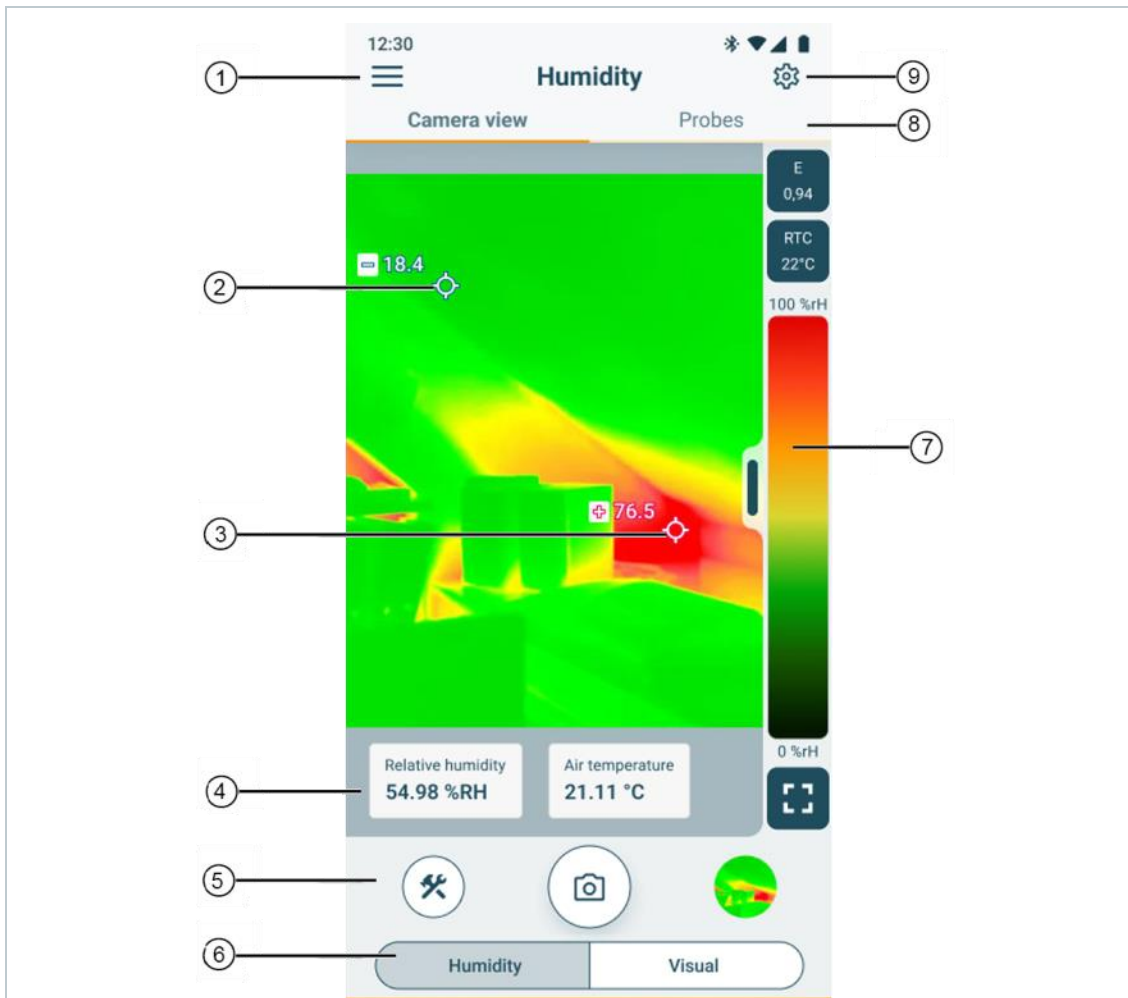 12:30
① Humidity ⑨
Camera view Probes ⑧
E
0,94
RTC
22°C
18.4
②
100 %rH
⑦
76.5
③
0 %rH
Relative humidity Air temperature
④ 54.98 %RH 21.11 °C
⑤
⑥ Humidity Visual